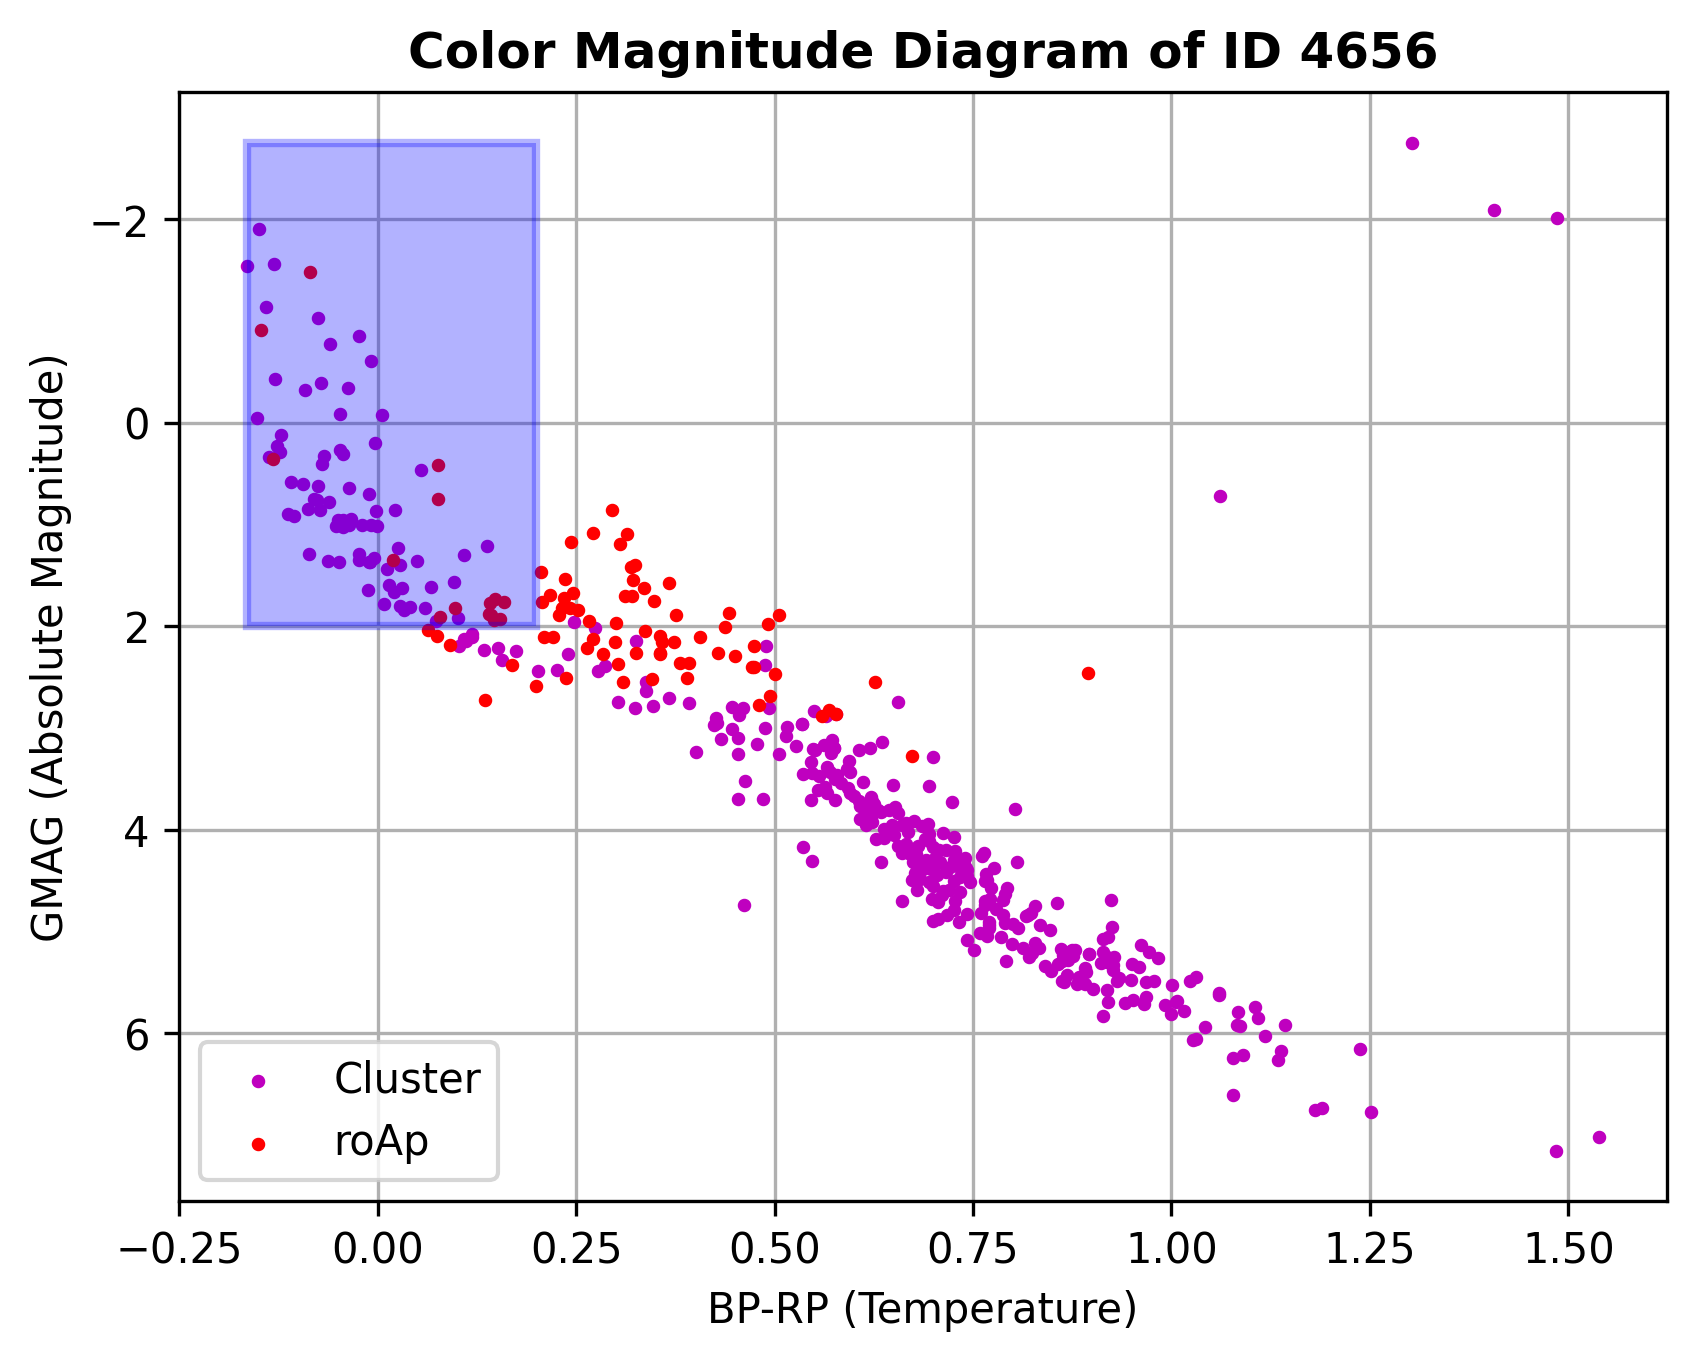 Color Magnitude Diagram of ID 4656
GMAG (Absolute Magnitude)
−2
0
2
4
6
Cluster
roAp
−0.25 0.00 0.25 0.50 0.75 1.00 1.25 1.50
BP-RP (Temperature)